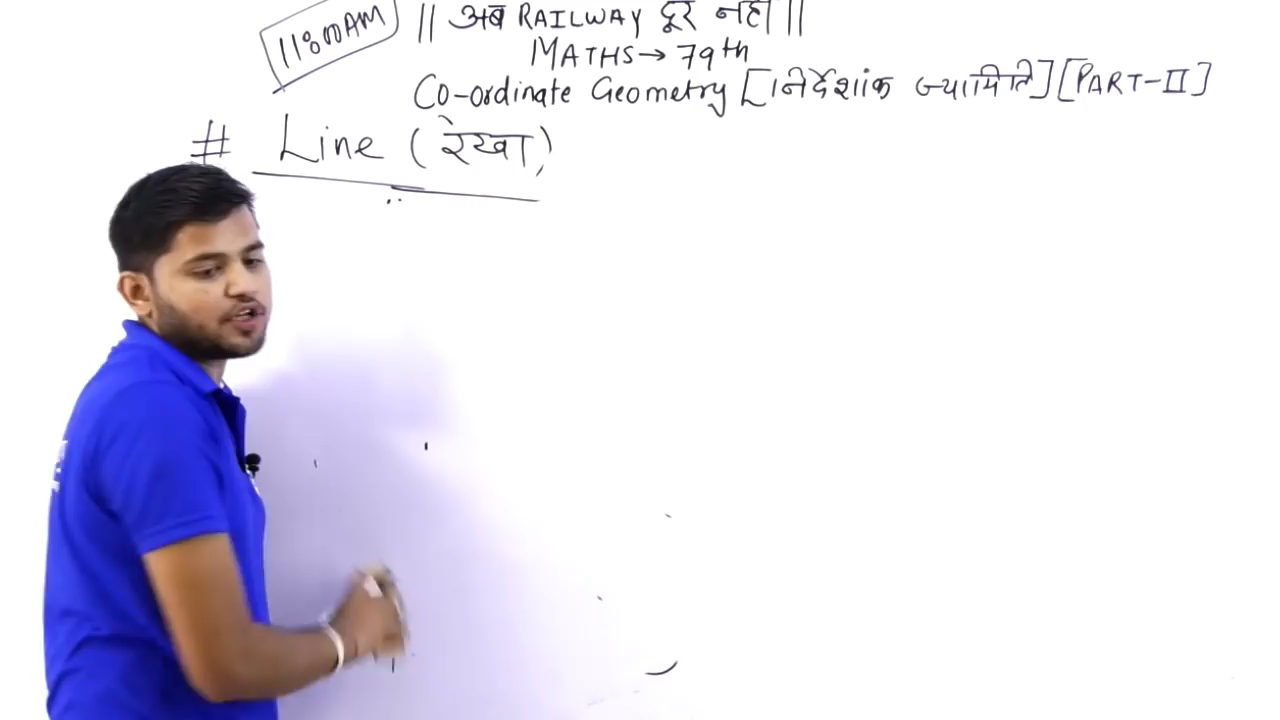 11:00AM
|| अब RAILWAY दूर नहीं ||
MATHS→ 79th
Co-ordinate Geometry [निर्देशांक ज्यामिति] [PART-II]
# Line (रेखा)